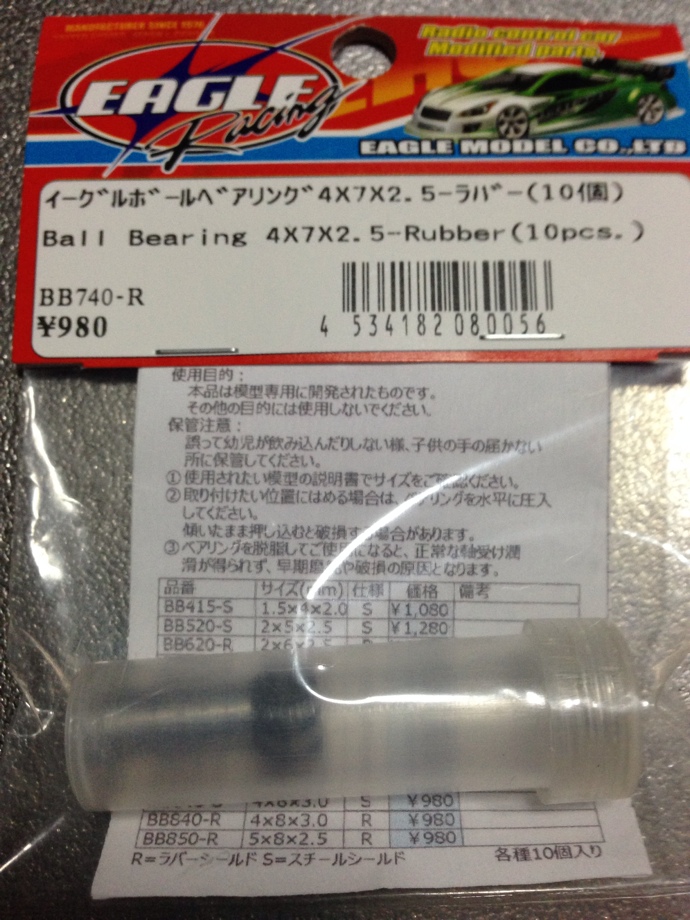 MANUFACTURER SINCE 1976
EAGLE
Racing
Radio control car
Modified parts
EAGLE MODEL CO.,LTD
イーグルボールベアリング4X7X2.5-ラバー(10個)
Ball Bearing 4X7X2.5-Rubber(10pcs.)
BB740-R
¥980
4 534182 080056
使用目的：
本品は模型専用に開発されたものです。
その他の目的には使用しないでください。
保管注意：
誤って幼児が飲み込んだりしない様、子供の手の届かない
所に保管してください。
①使用されたい模型の説明書でサイズをご確認ください。
②取り付けたい位置にはめる場合は、ベアリングを水平に圧入
してください。
傾いたまま押し込むと破損する場合があります。
③ベアリングを脱脂してご使用になると、正常な軸受け潤
滑が得られず、早期磨耗や破損の原因となります。
品番 サイズ(mm) 仕様 価格 備考
BB415-S 1.5×4×2.0 S ¥1,080
BB520-S 2×5×2.5 S ¥1,280
BB620-R 2×6×2.5 R
4×8×3.0 S ¥980
BB840-R 4×8×3.0 R ¥980
BB850-R 5×8×2.5 R ¥980
R=ラバーシールド S=スチールシールド 各種10個入り